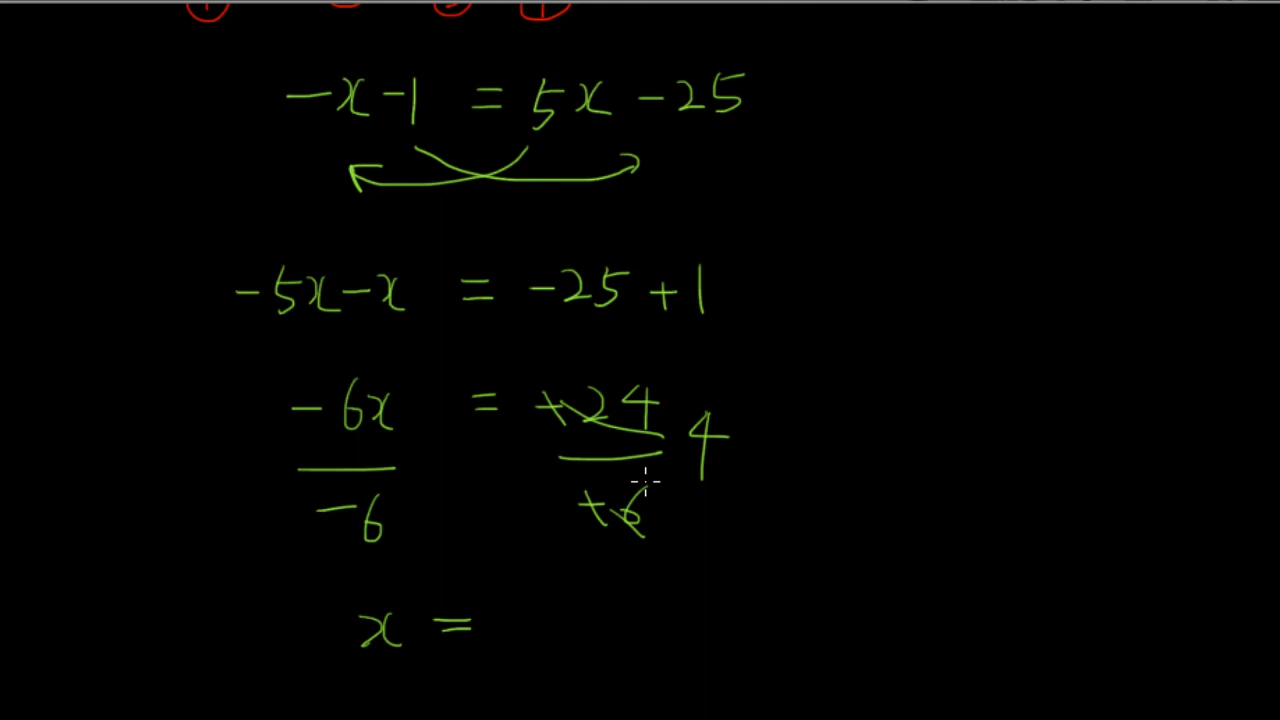 -x-1 = 5x-25
-5x-x = -25+1
-6x = +24 4
-6 +6
x =